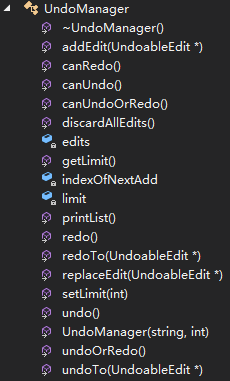 UndoManager
~UndoManager()
addEdit(UndoableEdit *)
canRedo()
canUndo()
canUndoOrRedo()
discardAllEdits()
edits
getLimit()
indexOfNextAdd
limit
printList()
redo()
redoTo(UndoableEdit *)
replaceEdit(UndoableEdit *)
setLimit(int)
undo()
UndoManager(string, int)
undoOrRedo()
undoTo(UndoableEdit *)